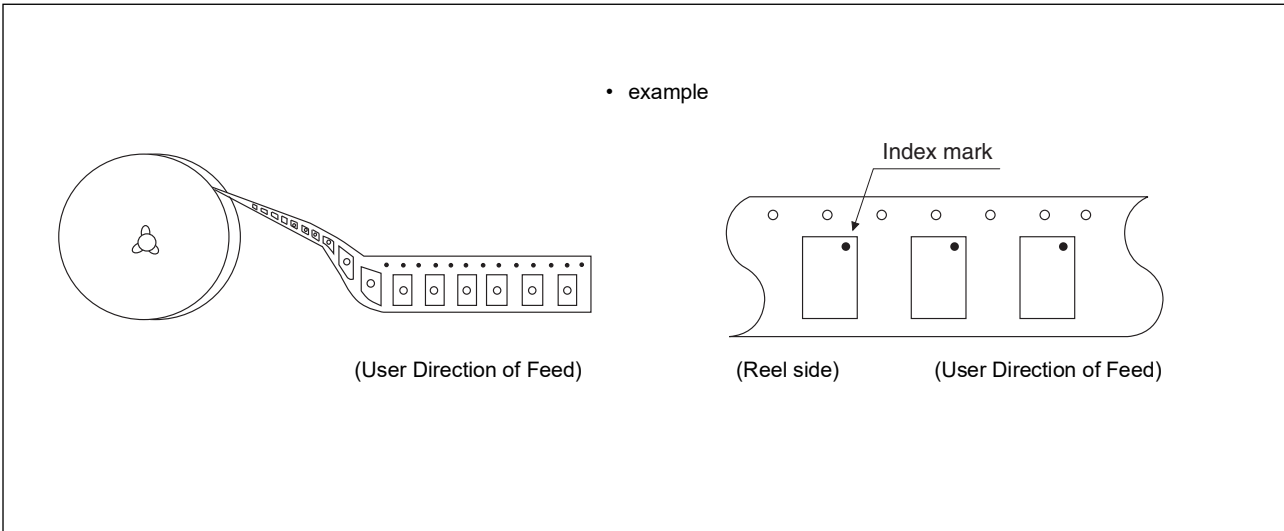 • example
Index mark
(User Direction of Feed)
(Reel side)
(User Direction of Feed)